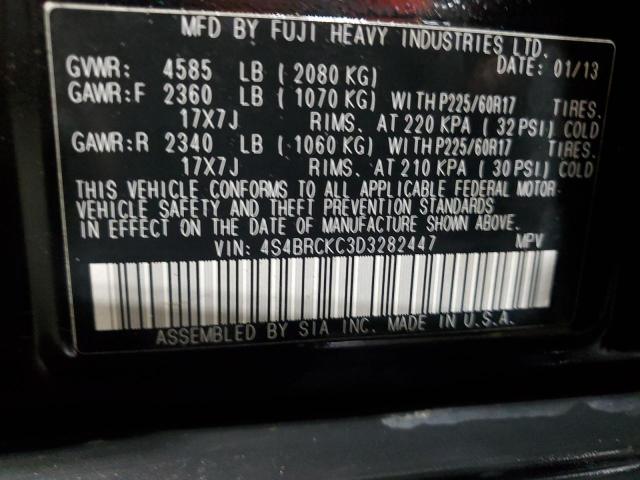 MFD BY FUJI HEAVY INDUSTRIES LTD.
GVWR: 4585 LB (2080 KG) DATE: 01/13
GAWR:F 2360 LB (1070 KG) WITH P225/60R17 TIRES.
17X7J RIMS. AT 220 KPA (32 PSI) COLD
GAWR:R 2340 LB (1060 KG) WITH P225/60R17 TIRES.
17X7J RIMS. AT 210 KPA (30 PSI) COLD
THIS VEHICLE CONFORMS TO ALL APPLICABLE FEDERAL MOTOR-
VEHICLE SAFETY AND THEFT PREVENTION STANDARDS
IN EFFECT ON THE DATE OF MANUFACTURE SHOWN ABOVE.
VIN: 4S4BRCKC3D3282447 MPV
ASSEMBLED BY SIA INC. MADE IN U.S.A.